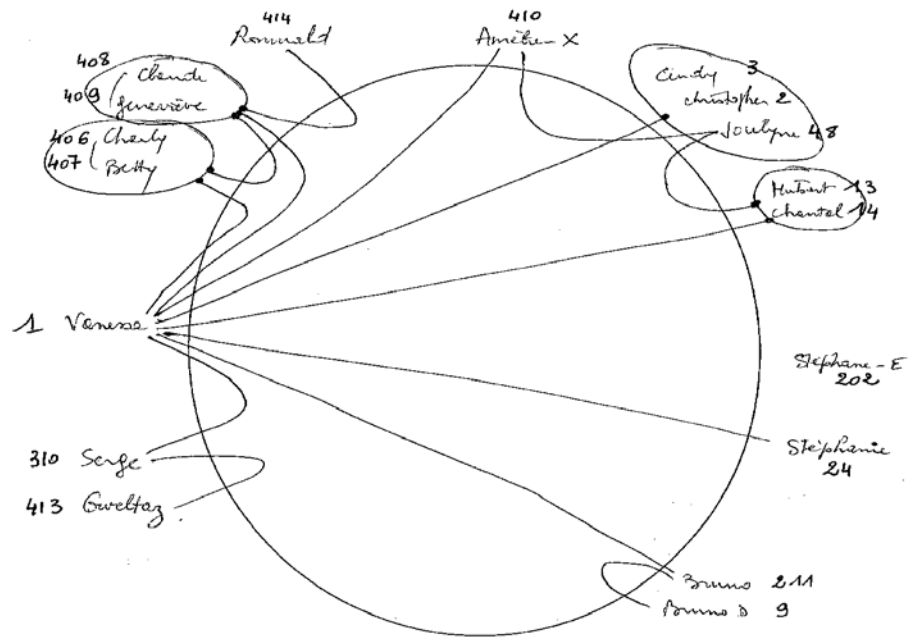 414
Romuald
410
Amélie-X
408 Claude
409 Geneviève
406 Charly
407 Betty
Cindy 3
Christopher 2
Jocelyne 48
Hubert 13
Chantal 14
1 Vanessa
Stéphane-E
202
Stéphanie
24
310 Serge
413 Gweltaz
Bruno 211
Bruno D 9